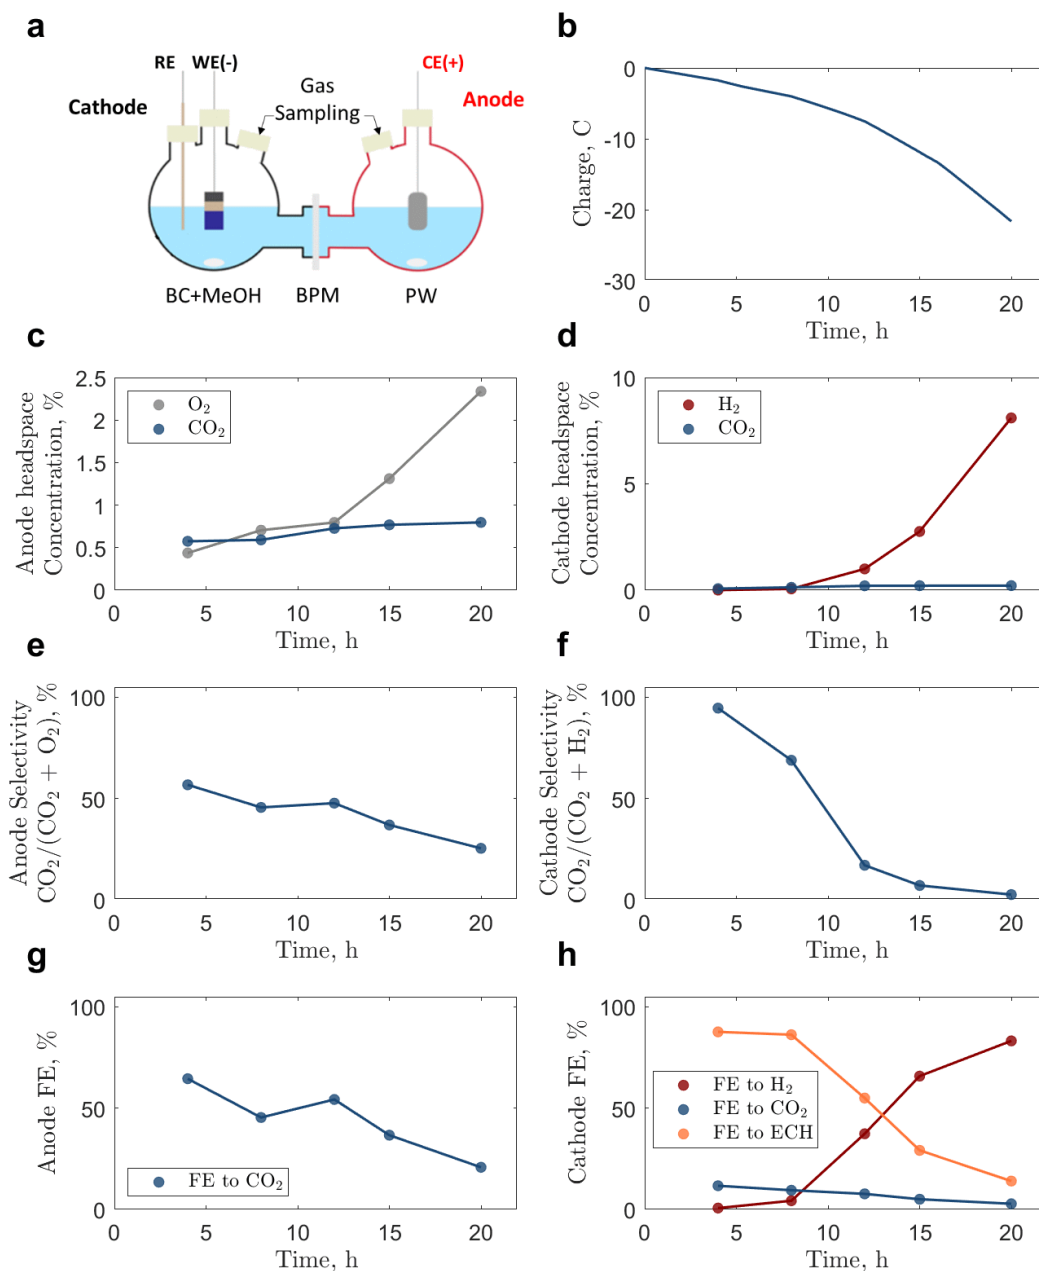 a
RE WE(-) CE(+)
Gas
Sampling
Cathode
Anode
BC+MeOH BPM PW
b
0
-10
-20
-30
Charge, C
0 5 10 15 20
Time, h
c
2.5
2
1.5
1
0.5
0
Anode headspace
Concentration, %
O₂
CO₂
0 5 10 15 20
Time, h
d
10
5
0
Cathode headspace
Concentration, %
H₂
CO₂
0 5 10 15 20
Time, h
e
100
50
0
Anode Selectivity
CO₂/(CO₂ + O₂), %
0 5 10 15 20
Time, h
f
100
50
0
Cathode Selectivity
CO₂/(CO₂ + H₂), %
0 5 10 15 20
Time, h
g
100
50
0
Anode FE, %
FE to CO₂
0 5 10 15 20
Time, h
h
100
50
0
Cathode FE, %
FE to H₂
FE to CO₂
FE to ECH
0 5 10 15 20
Time, h